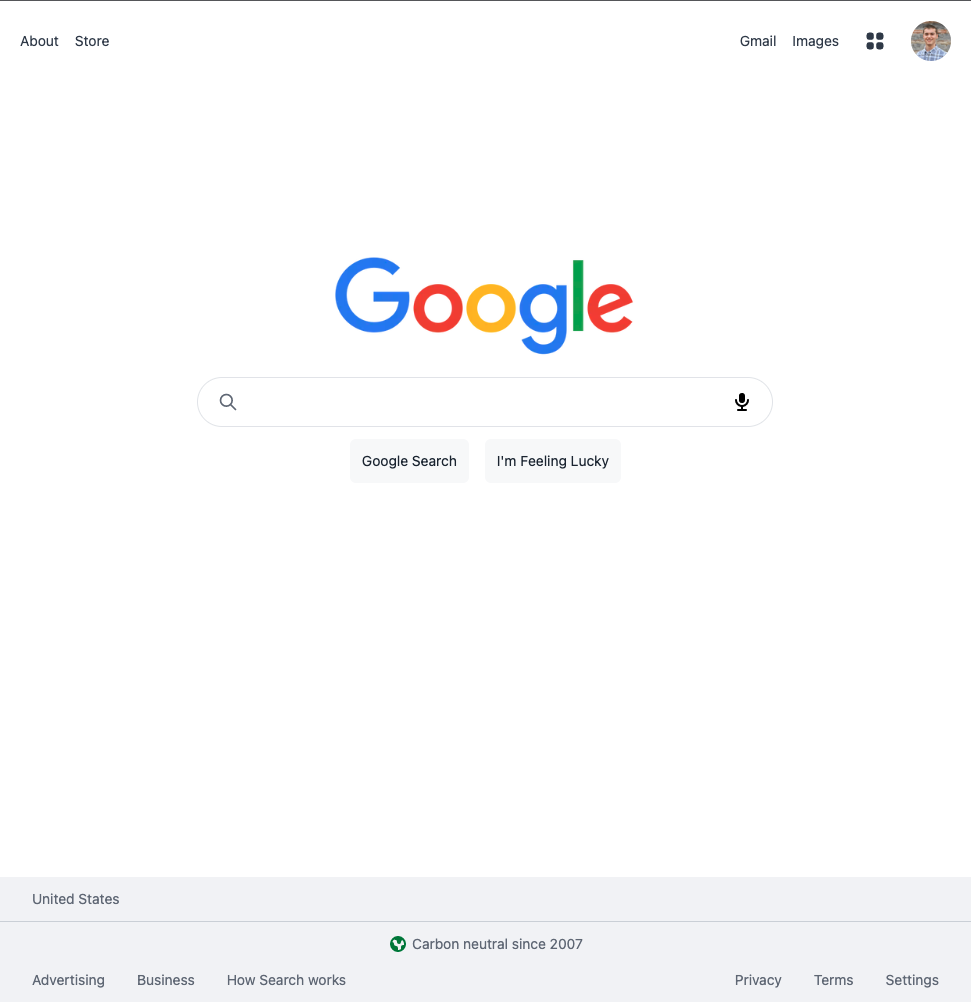 About Store Gmail Images
Google
Google Search I'm Feeling Lucky
United States
Carbon neutral since 2007
Advertising Business How Search works Privacy Terms Settings